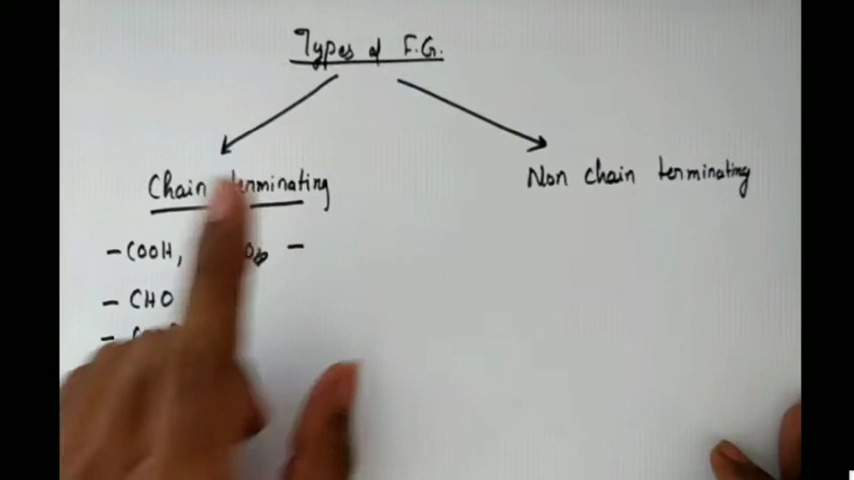 Types of F.G.
Chain terminating
Non chain terminating
-COOH, -
- CHO